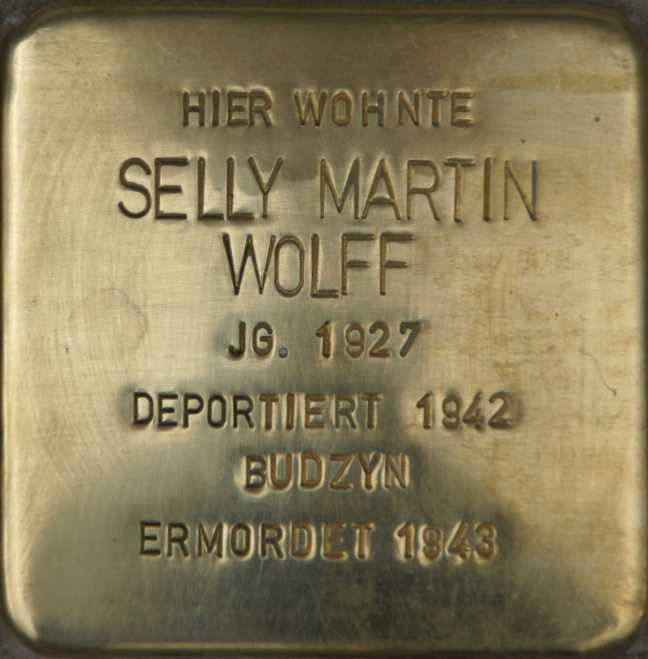 HIER WOHNTE
SELLY MARTIN
WOLFF
JG. 1927
DEPORTIERT 1942
BUDZYN
ERMORDET 1943